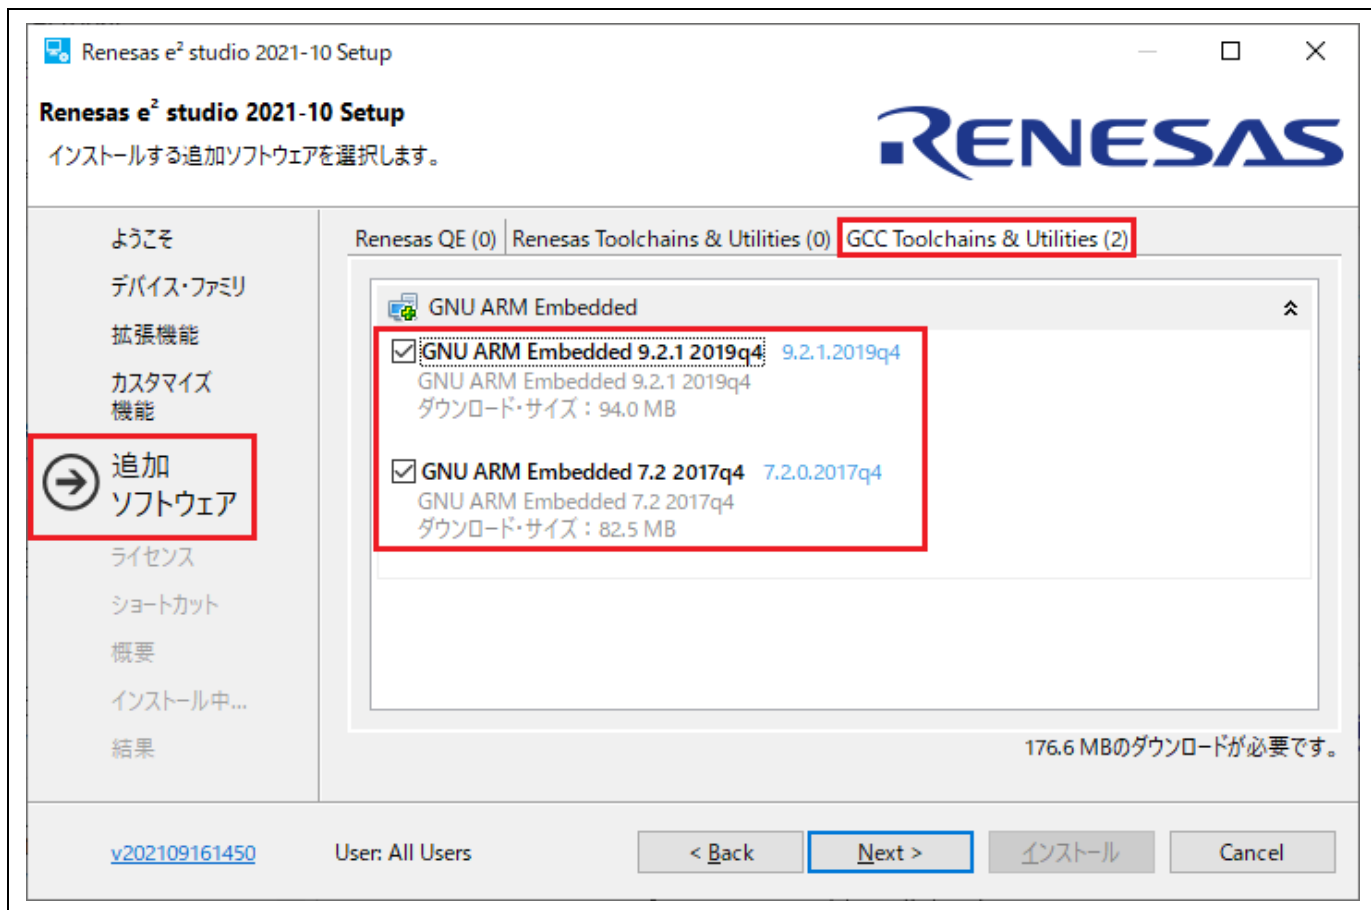 Renesas e² studio 2021-10 Setup
Renesas e² studio 2021-10 Setup
インストールする追加ソフトウェアを選択します。
RENESAS
ようこそ
デバイス・ファミリ
拡張機能
カスタマイズ
機能
追加
ソフトウェア
ライセンス
ショートカット
概要
インストール中...
結果
Renesas QE (0) Renesas Toolchains & Utilities (0) GCC Toolchains & Utilities (2)
GNU ARM Embedded
GNU ARM Embedded 9.2.1 2019q4 9.2.1.2019q4
GNU ARM Embedded 9.2.1 2019q4
ダウンロード・サイズ：94.0 MB
GNU ARM Embedded 7.2 2017q4 7.2.0.2017q4
GNU ARM Embedded 7.2 2017q4
ダウンロード・サイズ：82.5 MB
176.6 MBのダウンロードが必要です。
v202109161450 User: All Users < Back Next > インストール Cancel